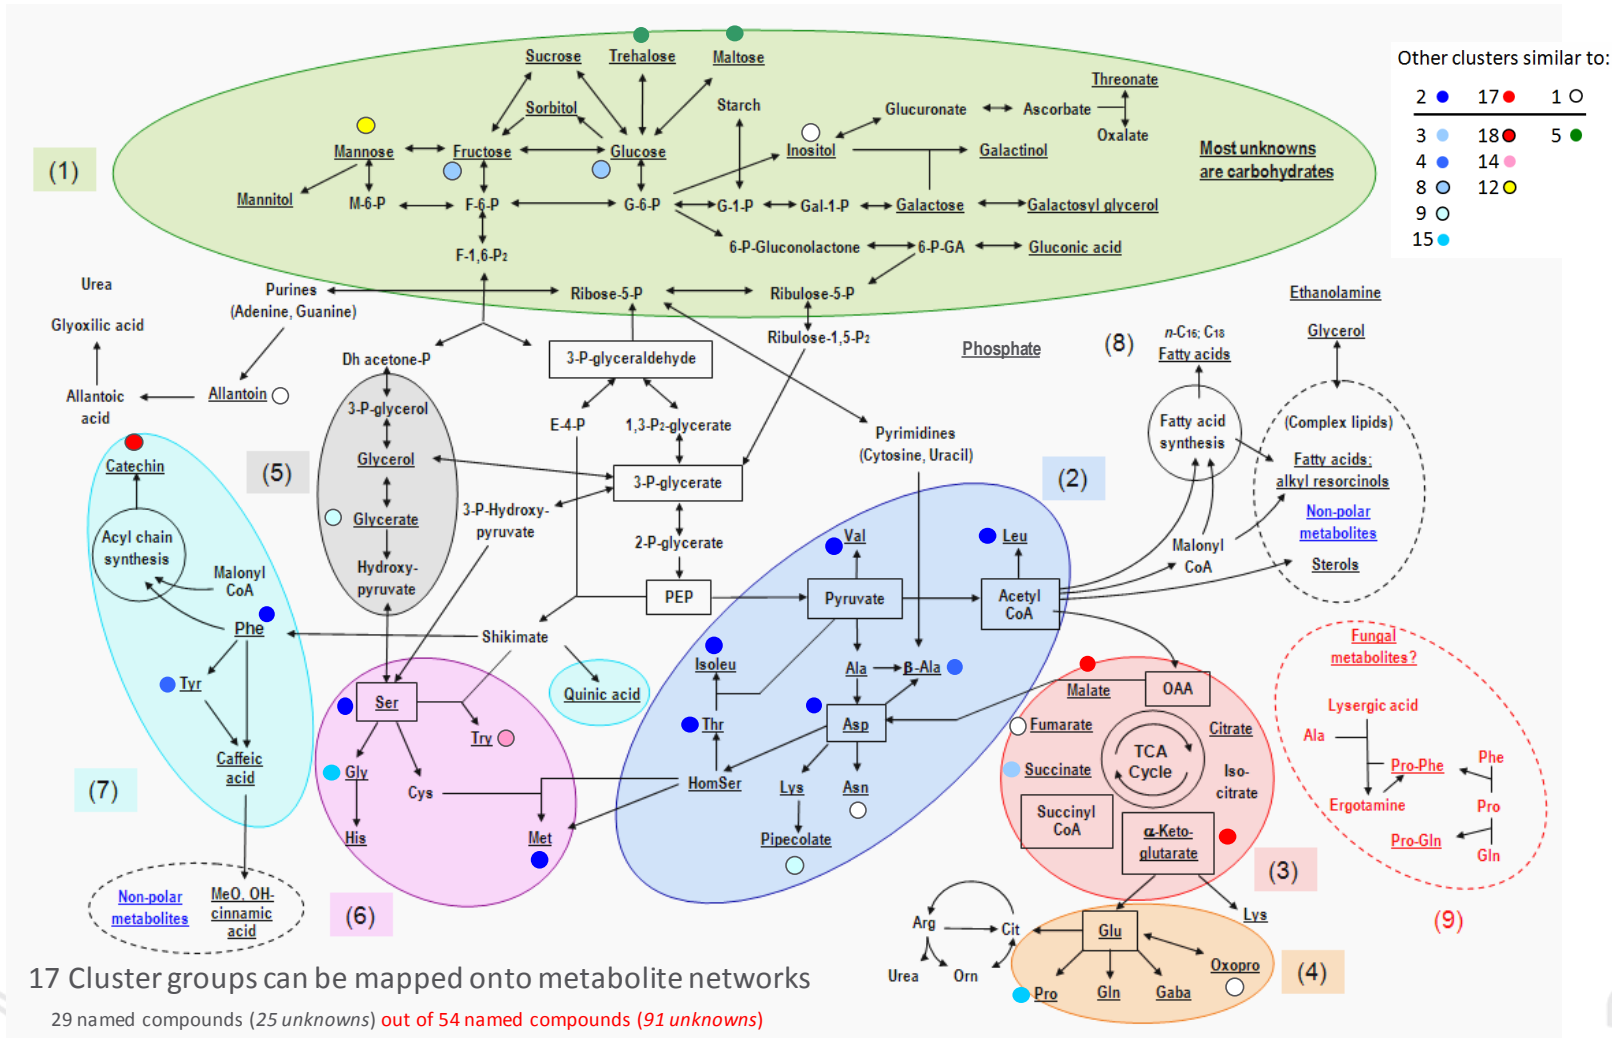 Other clusters similar to:
2 17 1
3 18 5
4 14
8 12
9
15
(1)
Sucrose Trehalose Maltose
Sorbitol Starch
Glucuronate Ascorbate
Threonate
Oxalate
Mannose Fructose Glucose Inositol Galactinol
Most unknowns
are carbohydrates
Mannitol M-6-P F-6-P G-6-P G-1-P Gal-1-P Galactose Galactosyl glycerol
6-P-Gluconolactone 6-P-GA Gluconic acid
F-1,6-P2
Ribose-5-P Ribulose-5-P
Urea
Purines
(Adenine, Guanine)
Glyoxilic acid
Allantoic
acid
Allantoin
Dh acetone-P
3-P-glyceraldehyde
Ribulose-1,5-P2
Phosphate
(8)
n-C16; C18
Fatty acids
Ethanolamine
Glycerol
(5)
3-P-glycerol
Glycerol
Glycerate
Hydroxy-
pyruvate
E-4-P 1,3-P2-glycerate
3-P-glycerate
3-P-Hydroxy-
pyruvate
2-P-glycerate
PEP
Pyrimidines
(Cytosine, Uracil)
Fatty acid
synthesis
(Complex lipids)
Fatty acids:
alkyl resorcinols
Non-polar
metabolites
Sterols
Malonyl
CoA
(2)
Val Leu
Pyruvate
Acetyl
CoA
Isoleu Ala β-Ala
Thr Asp
HomSer Lys Asn
Pipecolate
Catechin
Acyl chain
synthesis
Malonyl
CoA
Phe
Tyr
Caffeic
acid
(7)
Shikimate
Quinic acid
Ser
Try
Gly Cys
His Met
(6)
Non-polar
metabolites
MeO, OH-
cinnamic
acid
Malate OAA
Fumarate Citrate
TCA
Cycle
Succinate
Iso-
citrate
Succinyl
CoA
α-Keto-
glutarate
(3)
Lys
Arg Cit Glu
Urea Orn
Oxopro
Pro Gln Gaba
(4)
Fungal
metabolites?
Lysergic acid
Ala
Pro-Phe Phe
Ergotamine Pro
Pro-Gln Gln
(9)
17 Cluster groups can be mapped onto metabolite networks
29 named compounds (25 unknowns) out of 54 named compounds (91 unknowns)